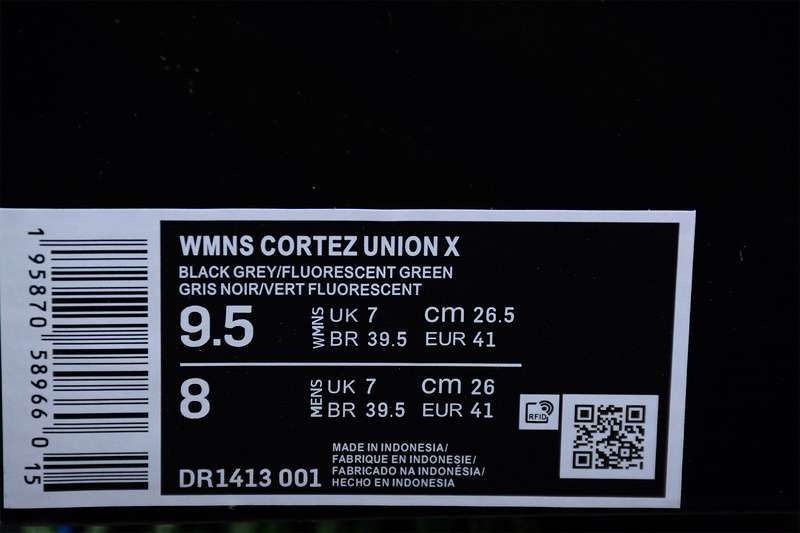 1 95870 58966 0 15
WMNS CORTEZ UNION X
BLACK GREY/FLUORESCENT GREEN
GRIS NOIR/VERT FLUORESCENT
9.5 WMNS UK 7 cm 26.5
BR 39.5 EUR 41
8 MENS UK 7 cm 26
BR 39.5 EUR 41
RFID
MADE IN INDONESIA/
FABRIQUE EN INDONESIE/
FABRICADO NA INDONÉSIA/
DR1413 001 HECHO EN INDONESIA